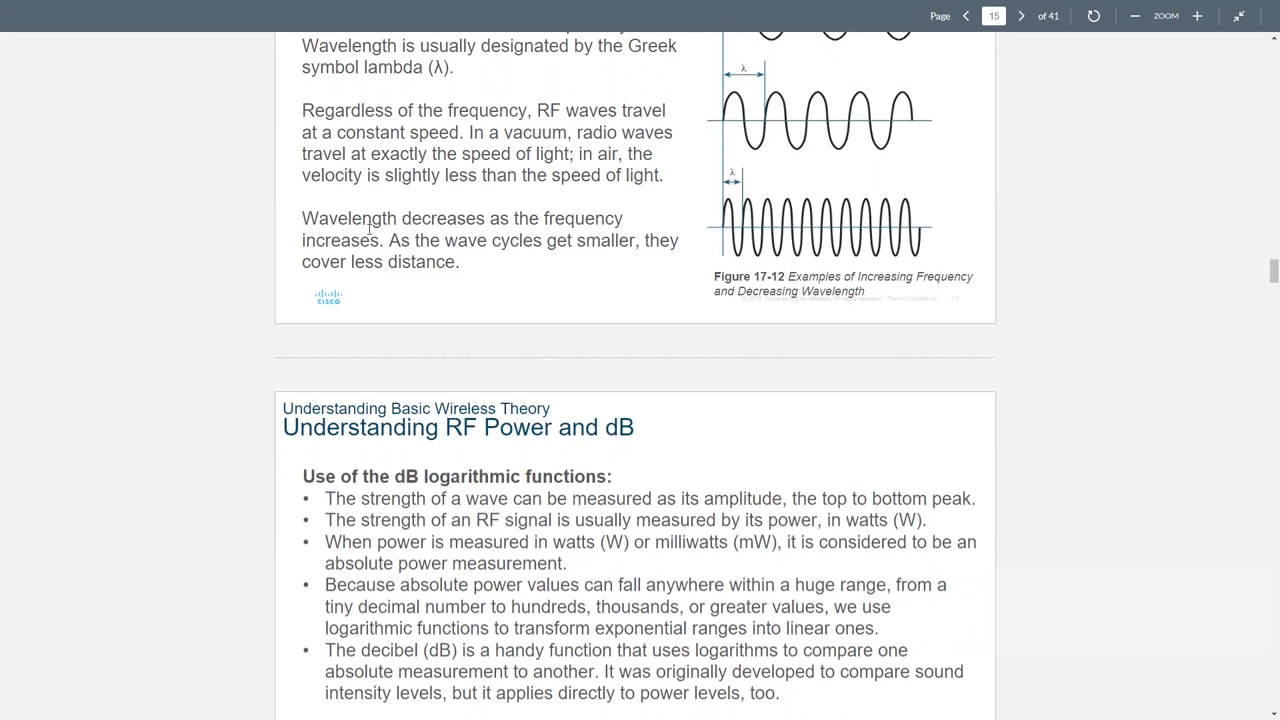 Page 15 of 41 ZOOM
Wavelength is usually designated by the Greek
symbol lambda (λ).
Regardless of the frequency, RF waves travel
at a constant speed. In a vacuum, radio waves
travel at exactly the speed of light; in air, the
velocity is slightly less than the speed of light.
Wavelength decreases as the frequency
increases. As the wave cycles get smaller, they
cover less distance.
CISCO
λ
λ
Figure 17-12 Examples of Increasing Frequency
and Decreasing Wavelength
14
Understanding Basic Wireless Theory
Understanding RF Power and dB
Use of the dB logarithmic functions:
• The strength of a wave can be measured as its amplitude, the top to bottom peak.
• The strength of an RF signal is usually measured by its power, in watts (W).
• When power is measured in watts (W) or milliwatts (mW), it is considered to be an
absolute power measurement.
• Because absolute power values can fall anywhere within a huge range, from a
tiny decimal number to hundreds, thousands, or greater values, we use
logarithmic functions to transform exponential ranges into linear ones.
• The decibel (dB) is a handy function that uses logarithms to compare one
absolute measurement to another. It was originally developed to compare sound
intensity levels, but it applies directly to power levels, too.